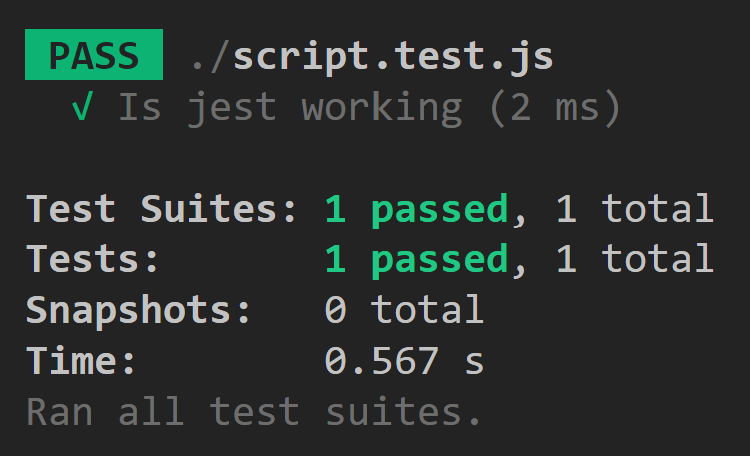 PASS ./script.test.js
√ Is jest working (2 ms)
Test Suites: 1 passed, 1 total
Tests: 1 passed, 1 total
Snapshots: 0 total
Time: 0.567 s
Ran all test suites.